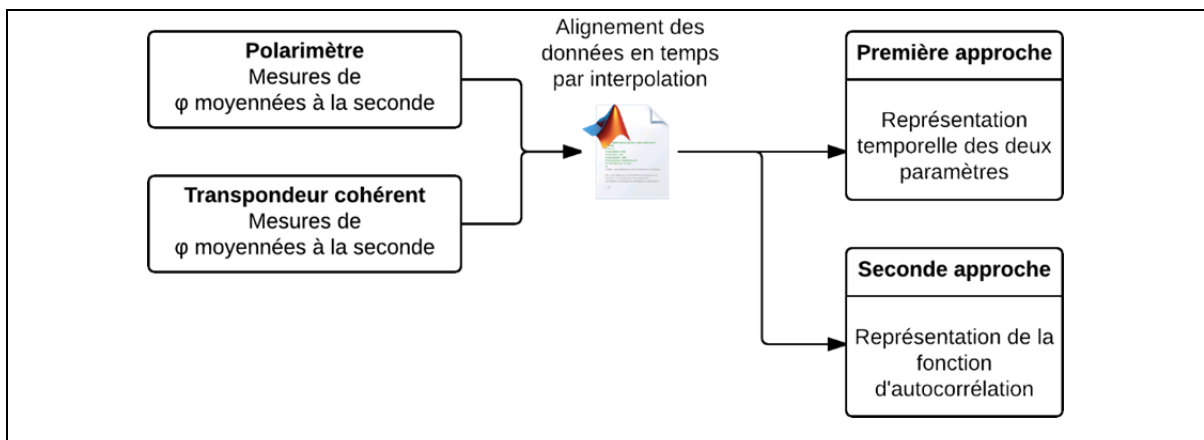 Polarimètre
Mesures de
φ moyennées à la seconde
Transpondeur cohérent
Mesures de
φ moyennées à la seconde
Alignement des
données en temps
par interpolation
Première approche
Représentation
temporelle des deux
paramètres
Seconde approche
Représentation de la
fonction
d'autocorrélation